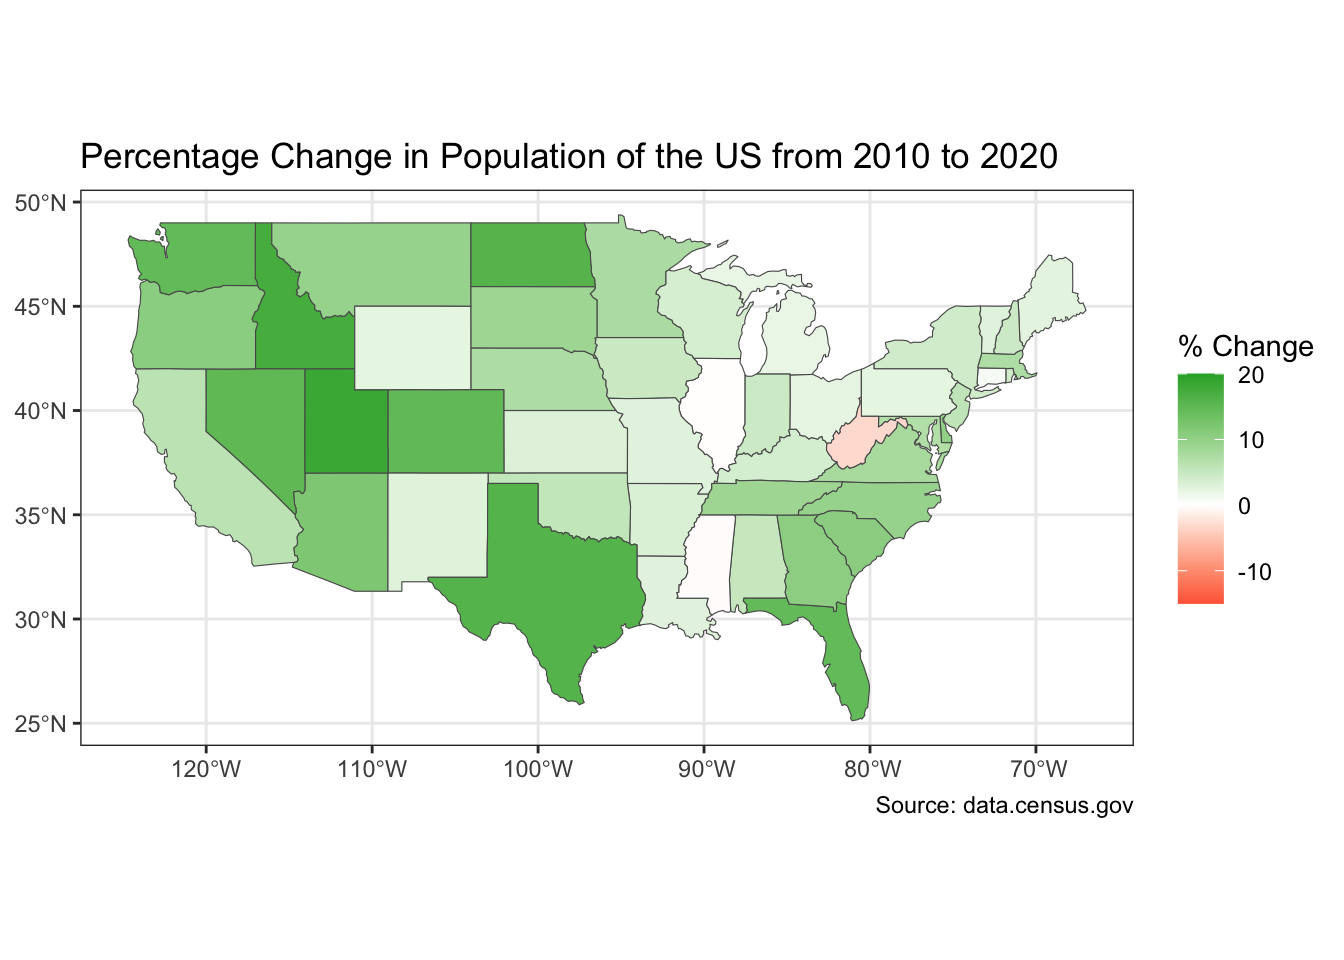 Percentage Change in Population of the US from 2010 to 2020
50°N
45°N
40°N
35°N
30°N
25°N
120°W 110°W 100°W 90°W 80°W 70°W
Source: data.census.gov
% Change
20
10
0
-10